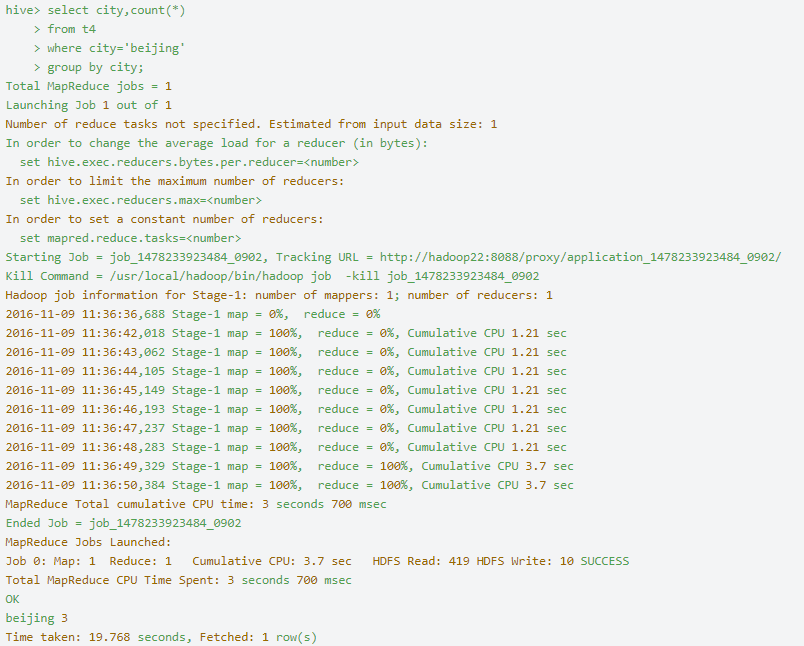 hive> select city,count(*)
    > from t4
    > where city='beijing'
    > group by city;
Total MapReduce jobs = 1
Launching Job 1 out of 1
Number of reduce tasks not specified. Estimated from input data size: 1
In order to change the average load for a reducer (in bytes):
  set hive.exec.reducers.bytes.per.reducer=<number>
In order to limit the maximum number of reducers:
  set hive.exec.reducers.max=<number>
In order to set a constant number of reducers:
  set mapred.reduce.tasks=<number>
Starting Job = job_1478233923484_0902, Tracking URL = http://hadoop22:8088/proxy/application_1478233923484_0902/
Kill Command = /usr/local/hadoop/bin/hadoop job  -kill job_1478233923484_0902
Hadoop job information for Stage-1: number of mappers: 1; number of reducers: 1
2016-11-09 11:36:36,688 Stage-1 map = 0%,  reduce = 0%
2016-11-09 11:36:42,018 Stage-1 map = 100%,  reduce = 0%, Cumulative CPU 1.21 sec
2016-11-09 11:36:43,062 Stage-1 map = 100%,  reduce = 0%, Cumulative CPU 1.21 sec
2016-11-09 11:36:44,105 Stage-1 map = 100%,  reduce = 0%, Cumulative CPU 1.21 sec
2016-11-09 11:36:45,149 Stage-1 map = 100%,  reduce = 0%, Cumulative CPU 1.21 sec
2016-11-09 11:36:46,193 Stage-1 map = 100%,  reduce = 0%, Cumulative CPU 1.21 sec
2016-11-09 11:36:47,237 Stage-1 map = 100%,  reduce = 0%, Cumulative CPU 1.21 sec
2016-11-09 11:36:48,283 Stage-1 map = 100%,  reduce = 0%, Cumulative CPU 1.21 sec
2016-11-09 11:36:49,329 Stage-1 map = 100%,  reduce = 100%, Cumulative CPU 3.7 sec
2016-11-09 11:36:50,384 Stage-1 map = 100%,  reduce = 100%, Cumulative CPU 3.7 sec
MapReduce Total cumulative CPU time: 3 seconds 700 msec
Ended Job = job_1478233923484_0902
MapReduce Jobs Launched:
Job 0: Map: 1  Reduce: 1   Cumulative CPU: 3.7 sec   HDFS Read: 419 HDFS Write: 10 SUCCESS
Total MapReduce CPU Time Spent: 3 seconds 700 msec
OK
beijing 3
Time taken: 19.768 seconds, Fetched: 1 row(s)